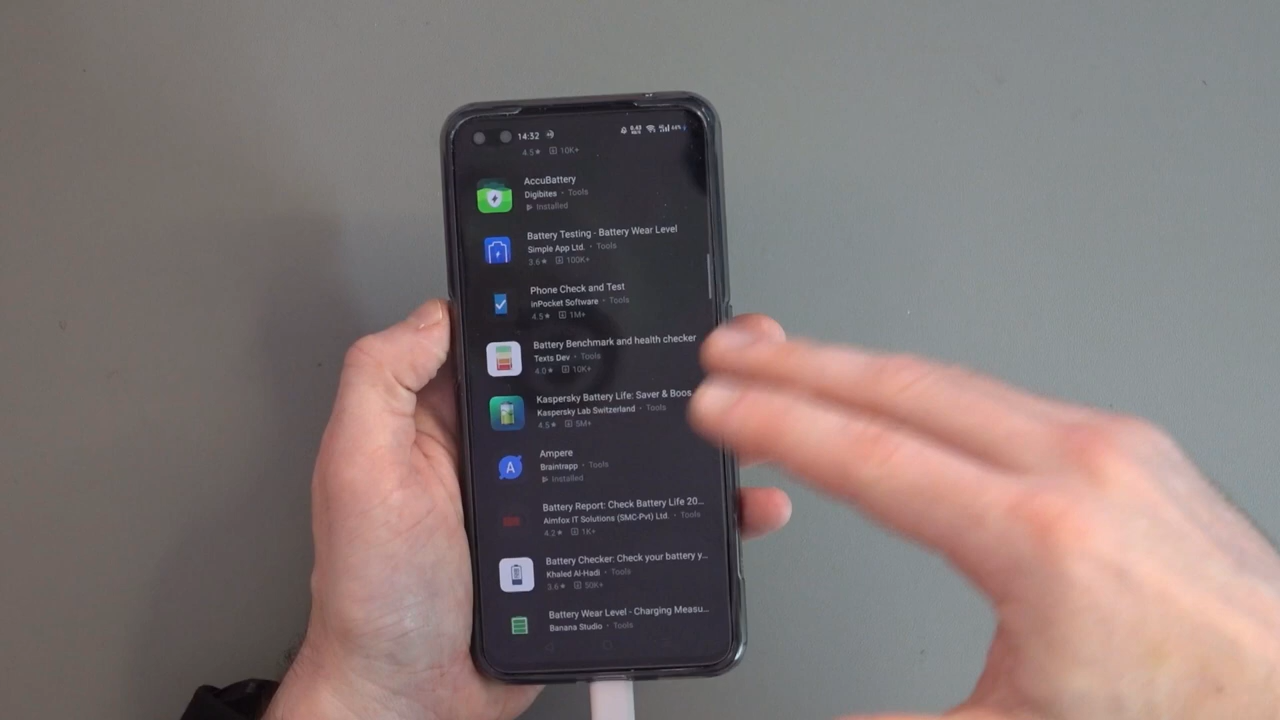 14:32 0.43 KB/S 44%
4.5★ 10K+
AccuBattery
Digibites • Tools
Installed
Battery Testing - Battery Wear Level
Simple App Ltd. • Tools
3.6★ 100K+
Phone Check and Test
inPocket Software • Tools
4.5★ 1M+
Battery Benchmark and health checker
Texts Dev • Tools
4.0★ 10K+
Kaspersky Battery Life: Saver & Boos
Kaspersky Lab Switzerland • Tools
4.5★ 5M+
A
Ampere
Braintrapp • Tools
Installed
Battery Report: Check Battery Life 20...
Aimfox IT Solutions (SMC-Pvt) Ltd. • Tools
4.2★ 1K+
Battery Checker: Check your battery y...
Khaled Al-Hadi • Tools
3.6★ 50K+
Battery Wear Level - Charging Measu...
Banana Studio • Tools